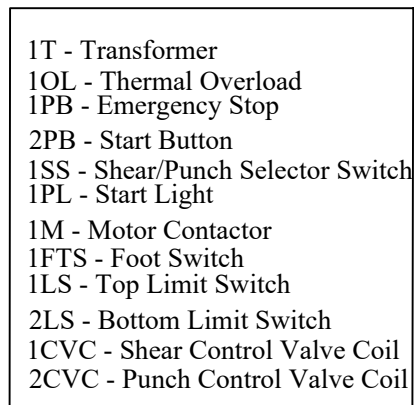 1T - Transformer
1OL - Thermal Overload
1PB - Emergency Stop
2PB - Start Button
1SS - Shear/Punch Selector Switch
1PL - Start Light
1M - Motor Contactor
1FTS - Foot Switch
1LS - Top Limit Switch
2LS - Bottom Limit Switch
1CVC - Shear Control Valve Coil
2CVC - Punch Control Valve Coil